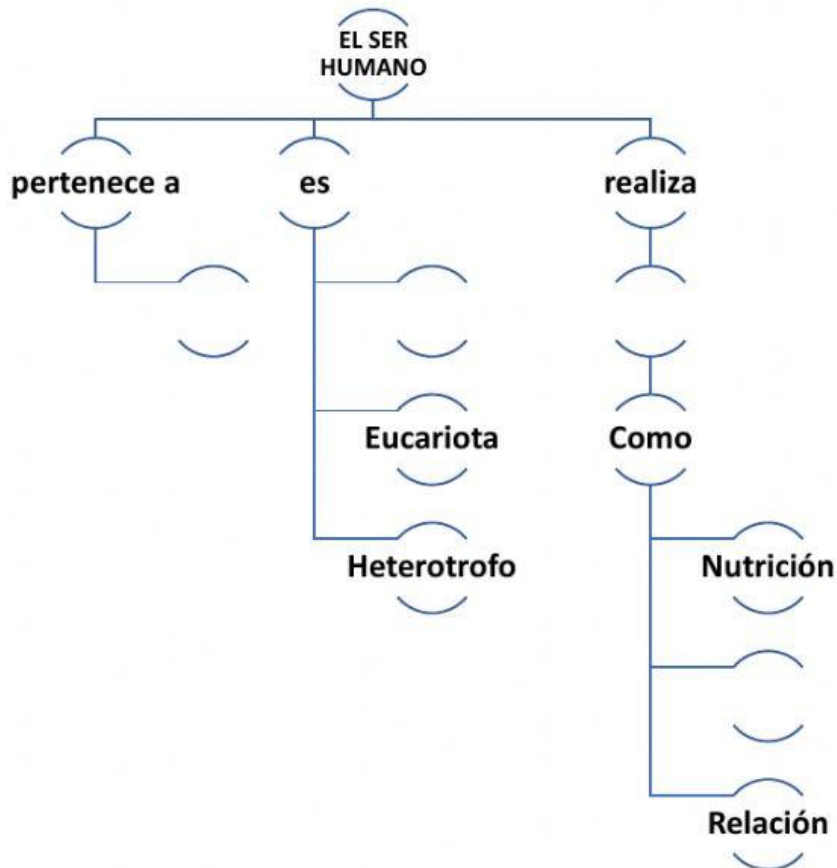 EL SER
HUMANO
pertenece a
es
realiza
Eucariota
Como
Heterotrofo
Nutrición
Relación